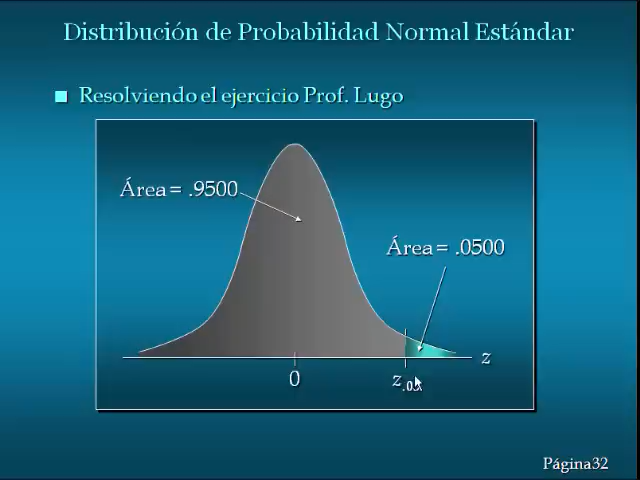 Distribución de Probabilidad Normal Estándar
Resolviendo el ejercicio Prof. Lugo
Área = .9500
Área = .0500
z
0
z.05
Página32